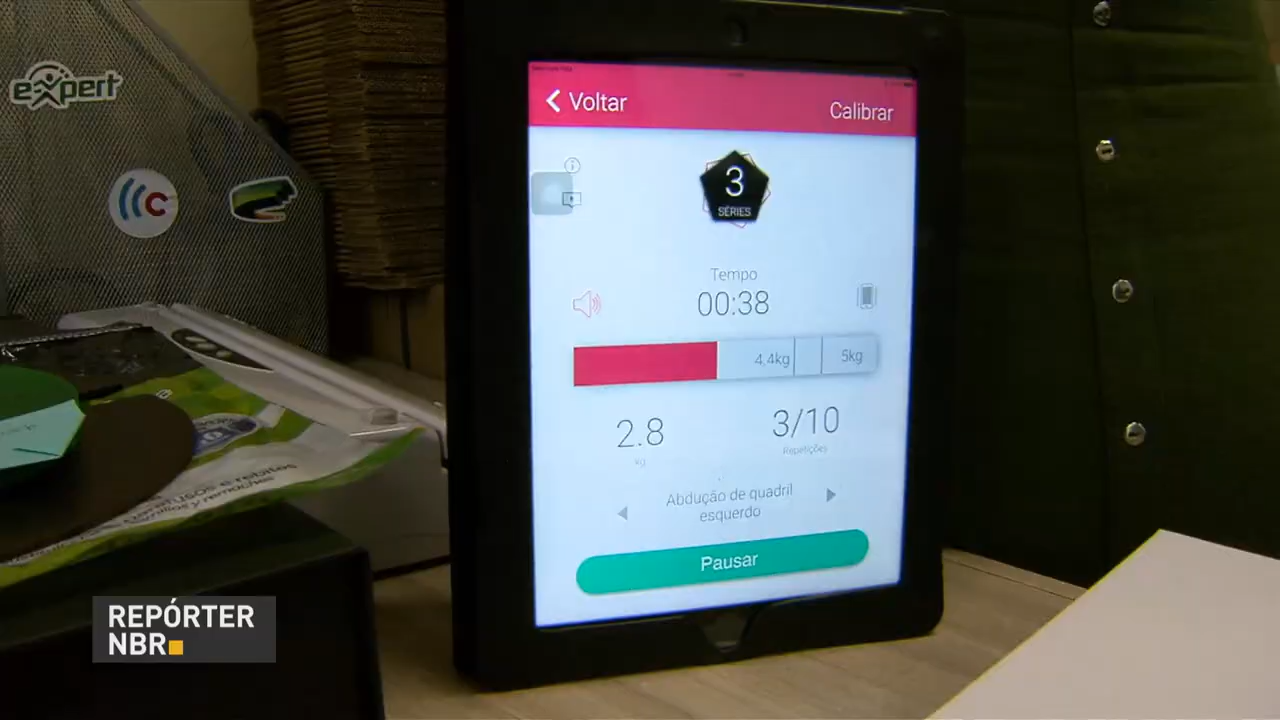 expert
c
Voltar
Calibrar
3
SÉRIES
Tempo
00:38
4.4kg
5kg
2.8
kg
3/10
Repetições
Abdução de quadril
esquerdo
Pausar
REPÓRTER
NBR